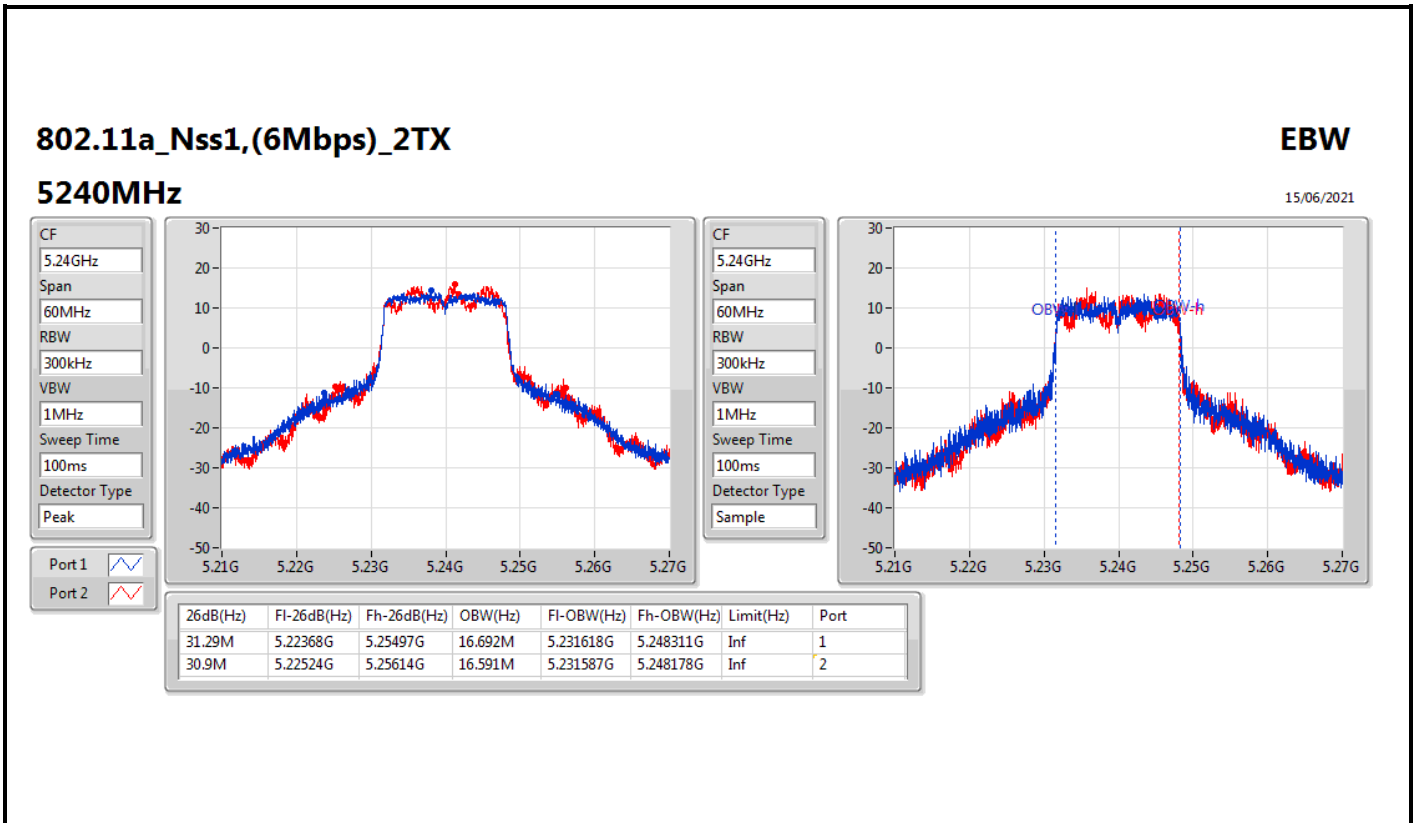 802.11a_Nss1,(6Mbps)_2TX
EBW
5240MHz
15/06/2021
CF
5.24GHz
Span
60MHz
RBW
300kHz
VBW
1MHz
Sweep Time
100ms
Detector Type
Peak
Port 1
Port 2
30
20
10
0
-10
-20
-30
-40
-50
5.21G 5.22G 5.23G 5.24G 5.25G 5.26G 5.27G
CF
5.24GHz
Span
60MHz
RBW
300kHz
VBW
1MHz
Sweep Time
100ms
Detector Type
Sample
30
20
10
0
-10
-20
-30
-40
-50
5.21G 5.22G 5.23G 5.24G 5.25G 5.26G 5.27G
26dB(Hz) Fl-26dB(Hz) Fh-26dB(Hz) OBW(Hz) Fl-OBW(Hz) Fh-OBW(Hz) Limit(Hz) Port
31.29M 5.22368G 5.25497G 16.692M 5.231618G 5.248311G Inf 1
30.9M 5.22524G 5.25614G 16.591M 5.231587G 5.248178G Inf 2